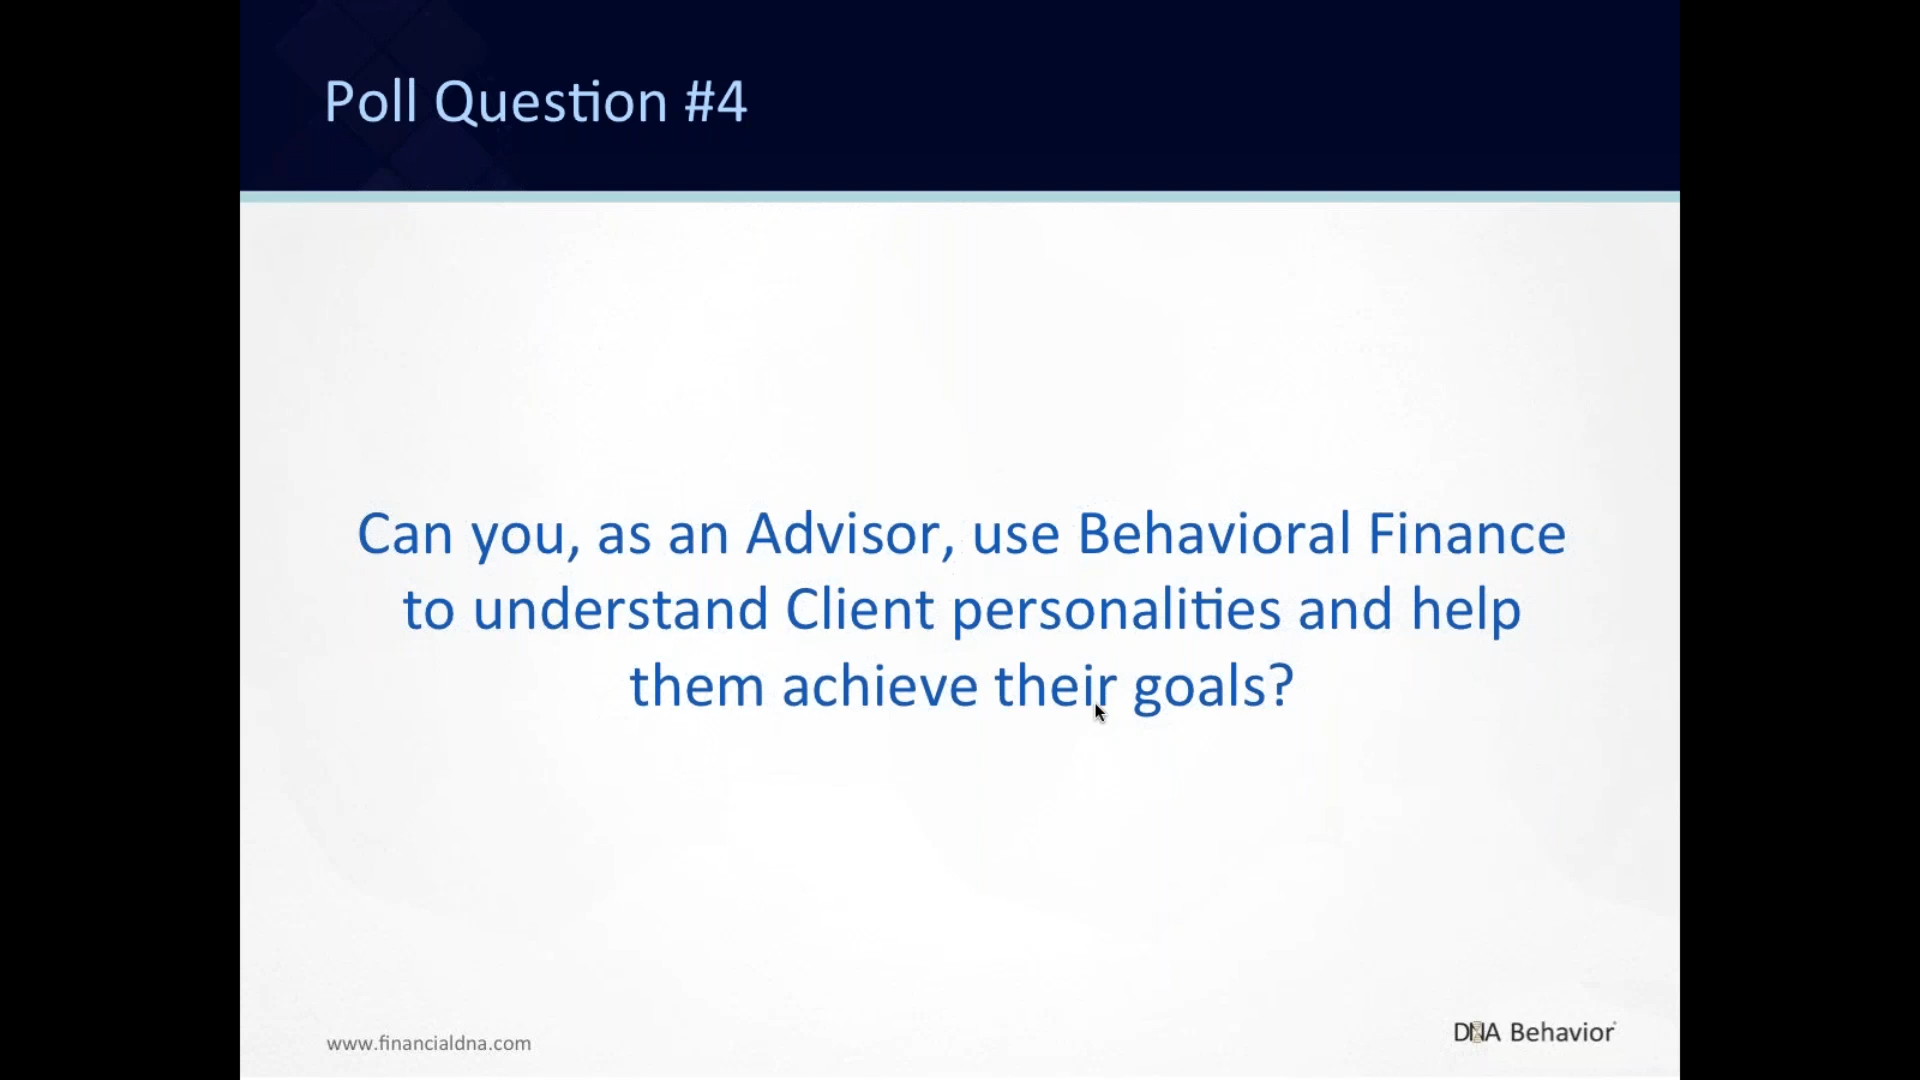 Poll Question #4
Can you, as an Advisor, use Behavioral Finance
to understand Client personalities and help
them achieve their goals?
www.financialdna.com
DNA Behavior